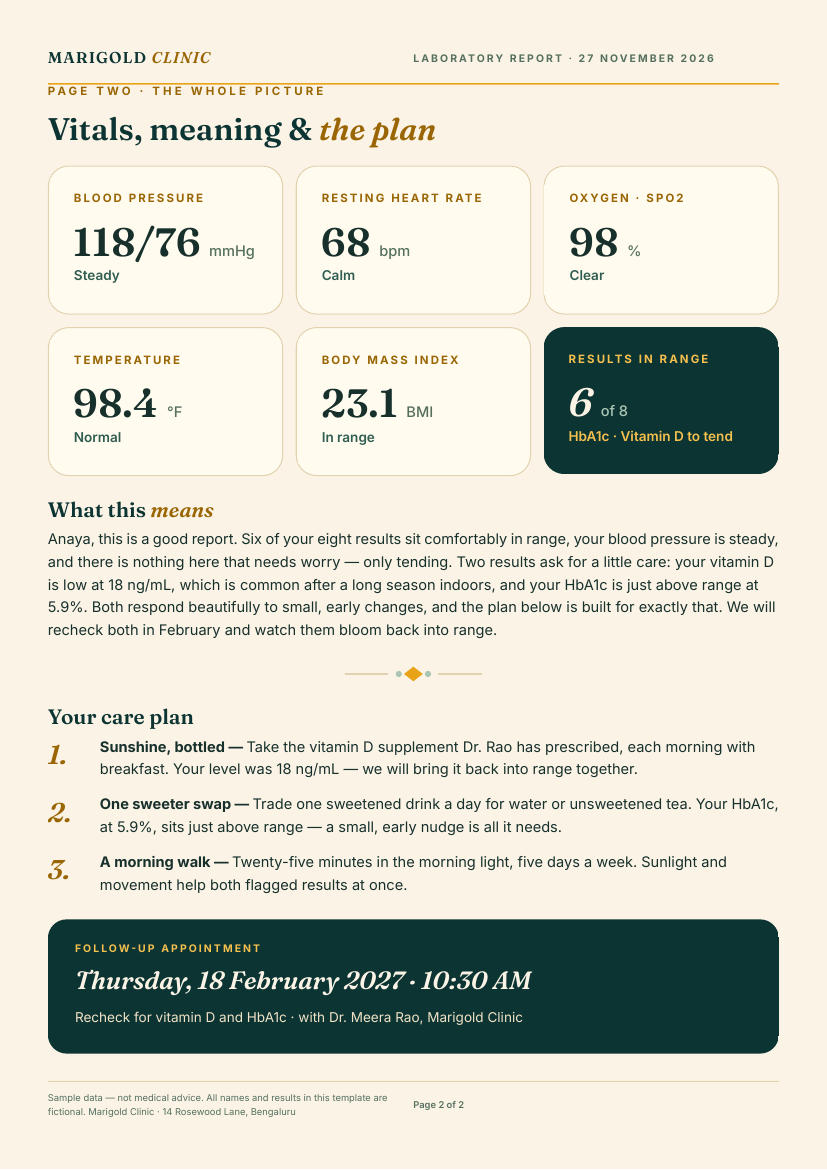 MARIGOLD CLINIC
LABORATORY REPORT · 27 NOVEMBER 2026
PAGE TWO · THE WHOLE PICTURE
Vitals, meaning & the plan
BLOOD PRESSURE
118/76 mmHg
Steady
RESTING HEART RATE
68 bpm
Calm
OXYGEN · SPO2
98 %
Clear
TEMPERATURE
98.4 °F
Normal
BODY MASS INDEX
23.1 BMI
In range
RESULTS IN RANGE
6 of 8
HbA1c · Vitamin D to tend
What this means
Anaya, this is a good report. Six of your eight results sit comfortably in range, your blood pressure is steady,
and there is nothing here that needs worry — only tending. Two results ask for a little care: your vitamin D
is low at 18 ng/mL, which is common after a long season indoors, and your HbA1c is just above range at
5.9%. Both respond beautifully to small, early changes, and the plan below is built for exactly that. We will
recheck both in February and watch them bloom back into range.
Your care plan
1. Sunshine, bottled — Take the vitamin D supplement Dr. Rao has prescribed, each morning with
breakfast. Your level was 18 ng/mL — we will bring it back into range together.
2. One sweeter swap — Trade one sweetened drink a day for water or unsweetened tea. Your HbA1c,
at 5.9%, sits just above range — a small, early nudge is all it needs.
3. A morning walk — Twenty-five minutes in the morning light, five days a week. Sunlight and
movement help both flagged results at once.
FOLLOW-UP APPOINTMENT
Thursday, 18 February 2027 · 10:30 AM
Recheck for vitamin D and HbA1c · with Dr. Meera Rao, Marigold Clinic
Sample data — not medical advice. All names and results in this template are
fictional. Marigold Clinic · 14 Rosewood Lane, Bengaluru
Page 2 of 2